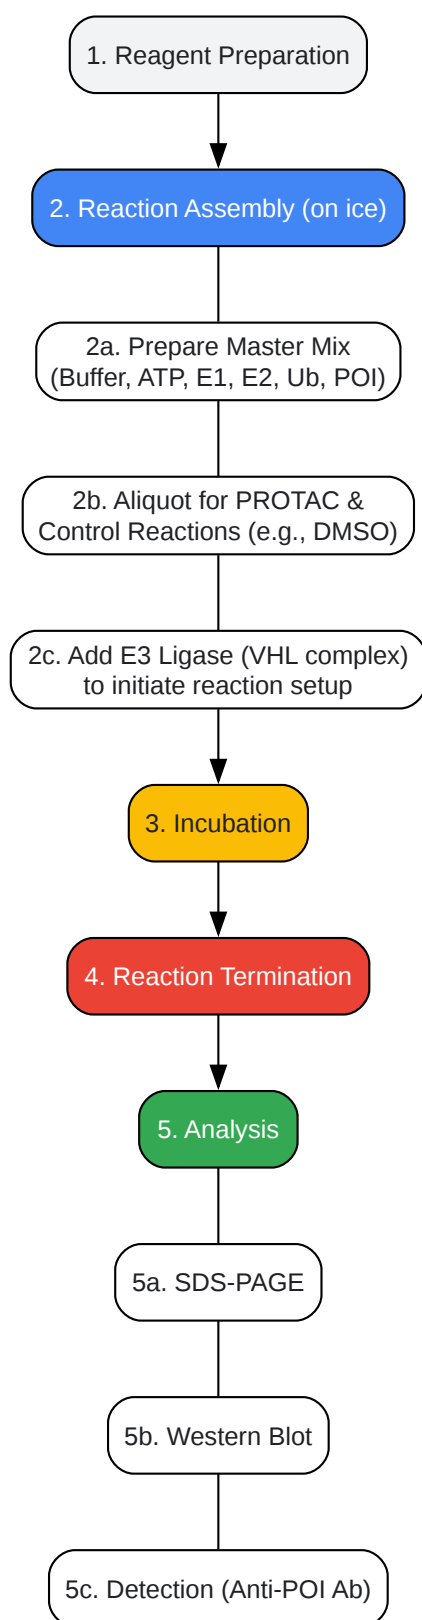 1. Reagent Preparation
2. Reaction Assembly (on ice)
2a. Prepare Master Mix
(Buffer, ATP, E1, E2, Ub, POI)
2b. Aliquot for PROTAC &
Control Reactions (e.g., DMSO)
2c. Add E3 Ligase (VHL complex)
to initiate reaction setup
3. Incubation
4. Reaction Termination
5. Analysis
5a. SDS-PAGE
5b. Western Blot
5c. Detection (Anti-POI Ab)